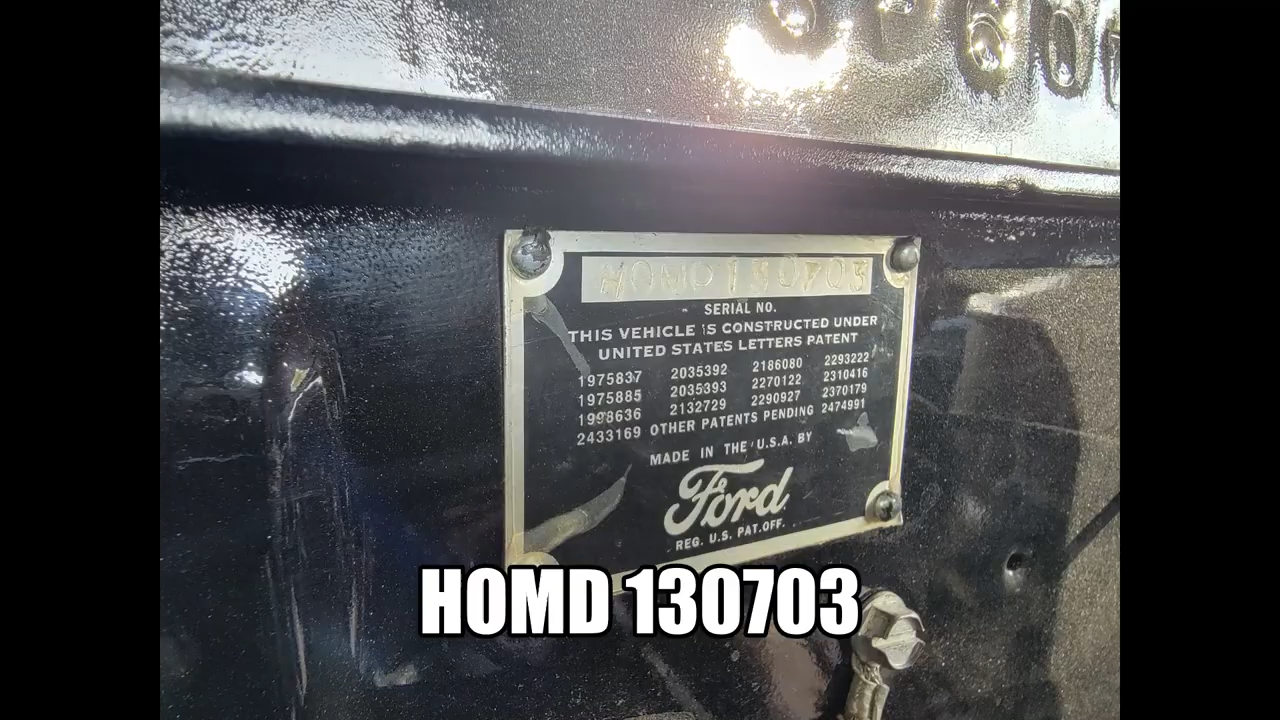 HOMD 130703
SERIAL NO.
THIS VEHICLE IS CONSTRUCTED UNDER
UNITED STATES LETTERS PATENT
1975837 2035392 2186080 2293222
1975885 2035393 2270122 2310416
1998636 2132729 2290927 2370179
2433169 OTHER PATENTS PENDING 2474991
MADE IN THE U.S.A. BY
Ford
REG. U.S. PAT. OFF.
HOMD 130703